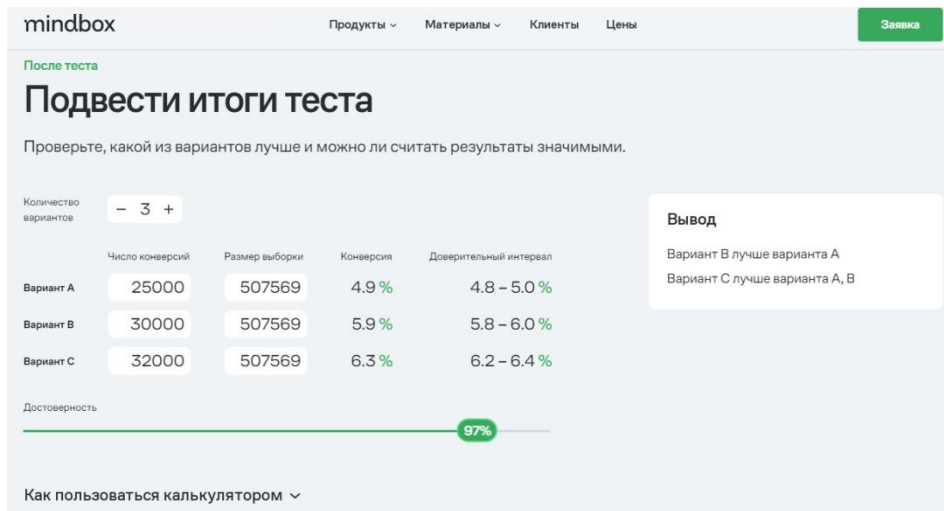 mindbox
Продукты Материалы Клиенты Цены Заявка
После теста
Подвести итоги теста
Проверьте, какой из вариантов лучше и можно ли считать результаты значимыми.
Количество
вариантов
− 3 +
Число конверсий Размер выборки Конверсия Доверительный интервал
Вариант A 25000 507569 4.9 % 4.8 – 5.0 %
Вариант B 30000 507569 5.9 % 5.8 – 6.0 %
Вариант C 32000 507569 6.3 % 6.2 – 6.4 %
Достоверность
97%
Вывод
Вариант B лучше варианта A
Вариант C лучше варианта A, B
Как пользоваться калькулятором